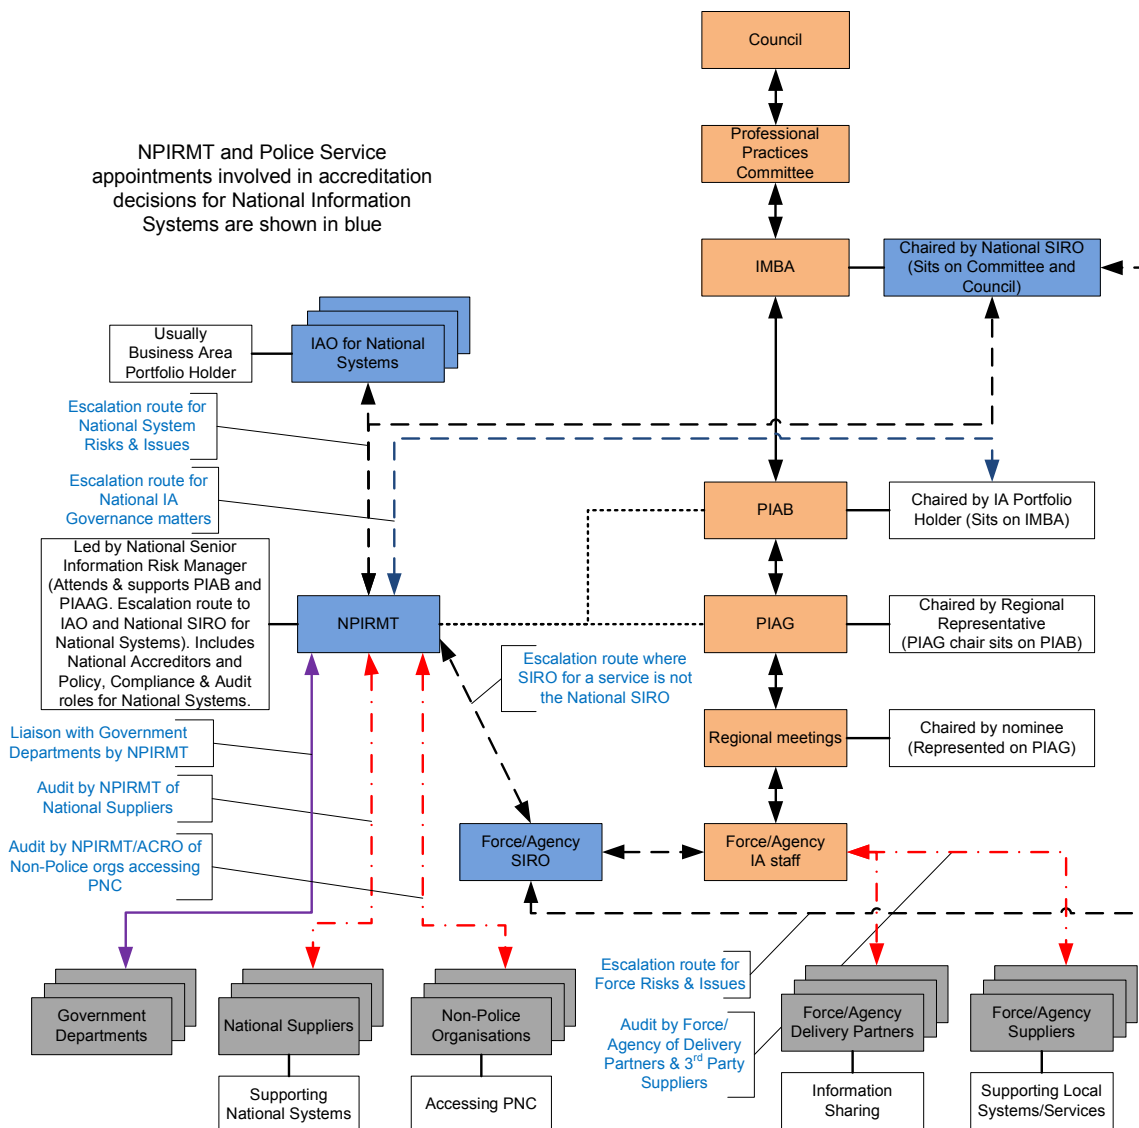 Council
Professional
Practices
Committee
NPIRMT and Police Service
appointments involved in accreditation
decisions for National Information
Systems are shown in blue
IMBA
Chaired by National SIRO
(Sits on Committee and
Council)
Usually
Business Area
Portfolio Holder
IAO for National
Systems
Escalation route for
National System
Risks & Issues
Escalation route for
National IA
Governance matters
PIAB
Chaired by IA Portfolio
Holder (Sits on IMBA)
Led by National Senior
Information Risk Manager
(Attends & supports PIAB and
PIAAG. Escalation route to
IAO and National SIRO for
National Systems). Includes
National Accreditors and
Policy, Compliance & Audit
roles for National Systems.
NPIRMT
PIAG
Chaired by Regional
Representative
(PIAG chair sits on PIAB)
Escalation route where
SIRO for a service is not
the National SIRO
Liaison with Government
Departments by NPIRMT
Regional meetings
Chaired by nominee
(Represented on PIAG)
Audit by NPIRMT of
National Suppliers
Audit by NPIRMT/ACRO of
Non-Police orgs accessing
PNC
Force/Agency
SIRO
Force/Agency
IA staff
Escalation route for
Force Risks & Issues
Government
Departments
National Suppliers
Non-Police
Organisations
Force/Agency
Delivery Partners
Force/Agency
Suppliers
Audit by Force/
Agency of Delivery
Partners & 3rd Party
Suppliers
Supporting
National Systems
Accessing PNC
Information
Sharing
Supporting Local
Systems/Services